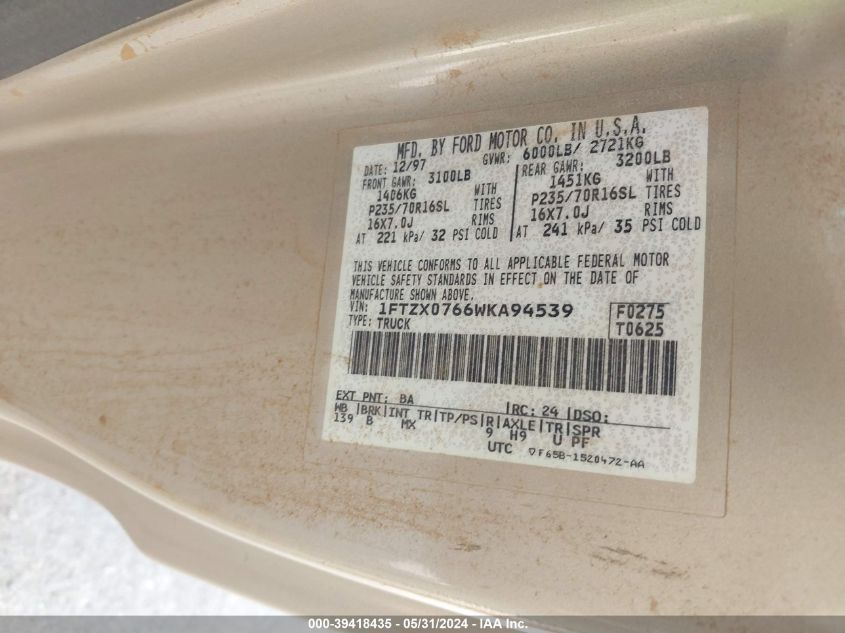 MFD. BY FORD MOTOR CO. IN U.S.A.
DATE: 12/97 GVWR: 6000LB/ 2721KG
FRONT GAWR: 3100LB REAR GAWR: 3200LB
1406KG WITH 1451KG WITH
P235/70R16SL TIRES P235/70R16SL TIRES
16X7.0J RIMS 16X7.0J RIMS
AT 221 kPa/ 32 PSI COLD AT 241 kPa/ 35 PSI COLD
THIS VEHICLE CONFORMS TO ALL APPLICABLE FEDERAL MOTOR
VEHICLE SAFETY STANDARDS IN EFFECT ON THE DATE OF
MANUFACTURE SHOWN ABOVE.
VIN: 1FTZX0766WKA94539 F0275
TYPE: TRUCK T0625
EXT PNT: BA RC: 24 DSO:
WB |BRK|INT TR|TP/PS|R|AXLE|TR|SPR
139 B MX 9 H9 U PF
UTC ▽F65B-1520472-AA
000-39418435 - 05/31/2024 - IAA Inc.